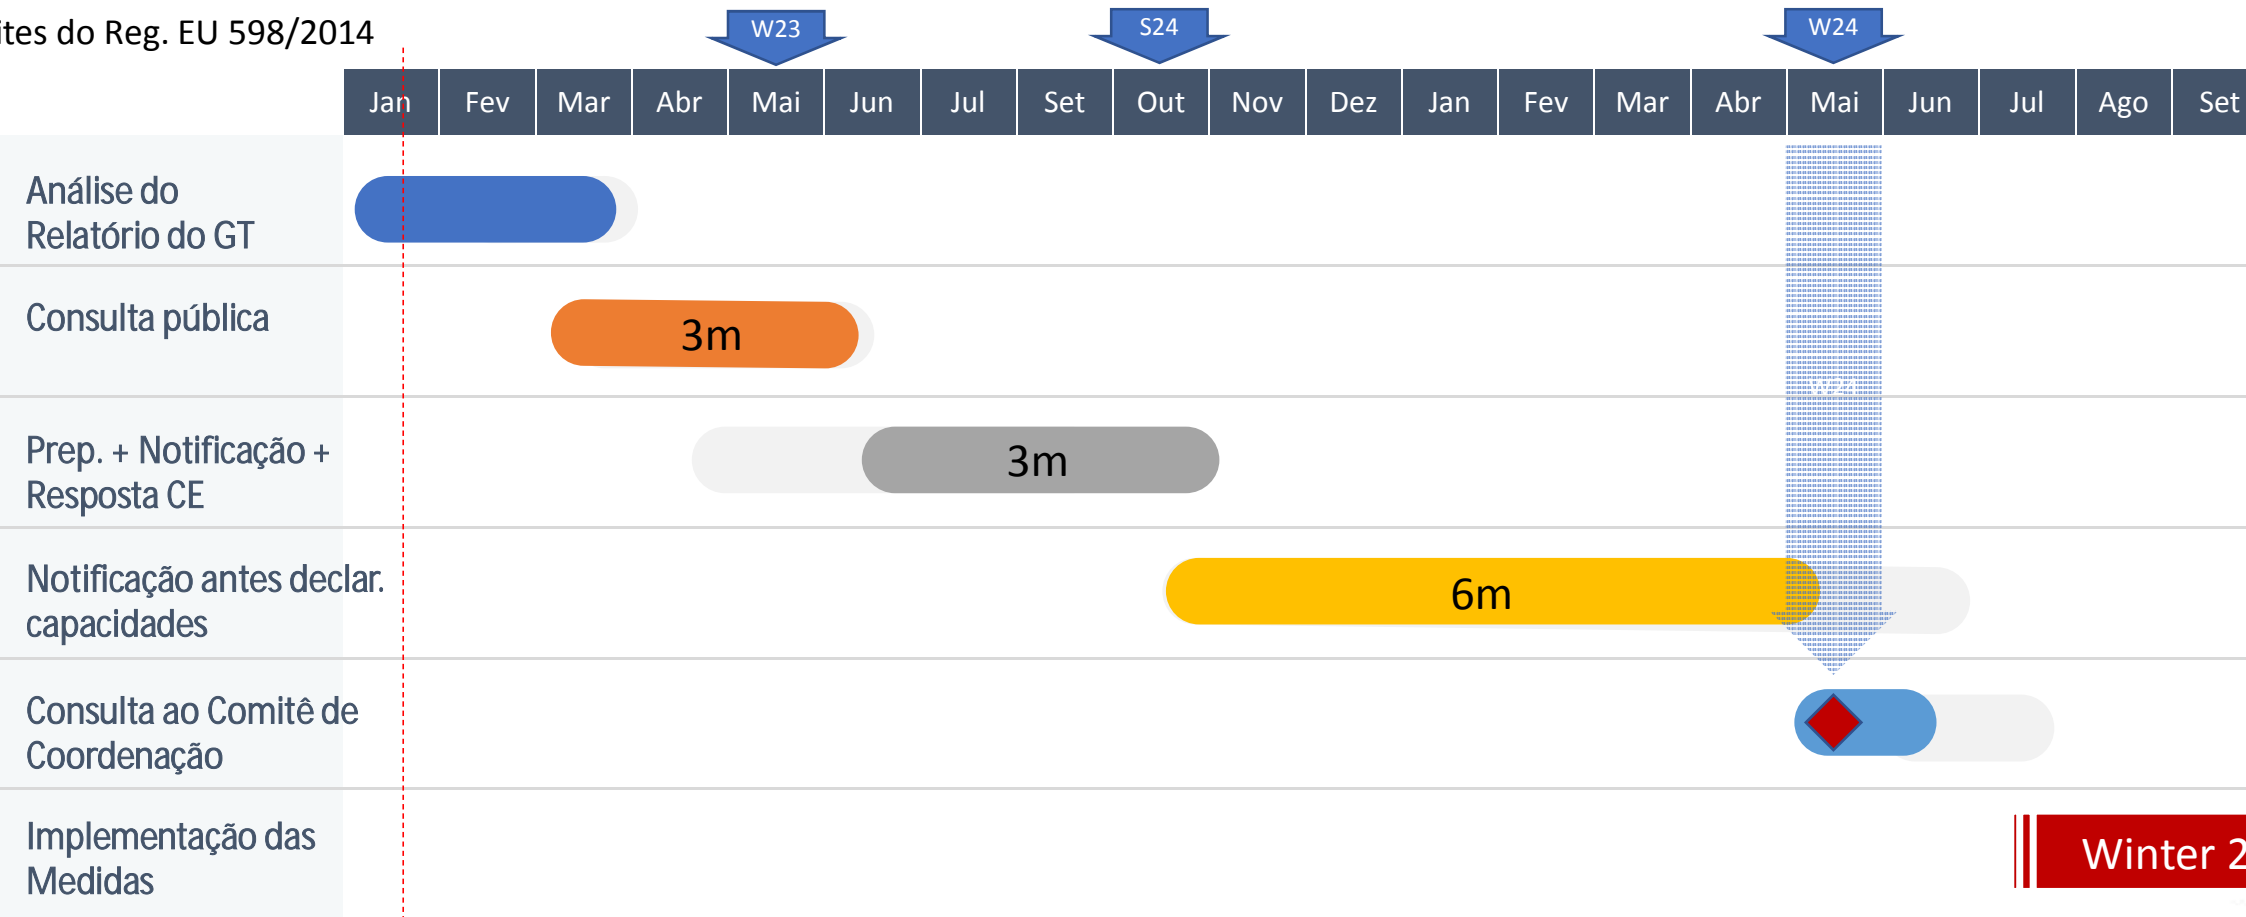 ites do Reg. EU 598/2014
W23
S24
W24
Jan Fev Mar Abr Mai Jun Jul Set Out Nov Dez Jan Fev Mar Abr Mai Jun Jul Ago Set
Análise do
Relatório do GT
Consulta pública
3m
Prep. + Notificação +
Resposta CE
3m
Notificação antes declar.
capacidades
6m
Consulta ao Comitê de
Coordenação
Implementação das
Medidas
Winter 2